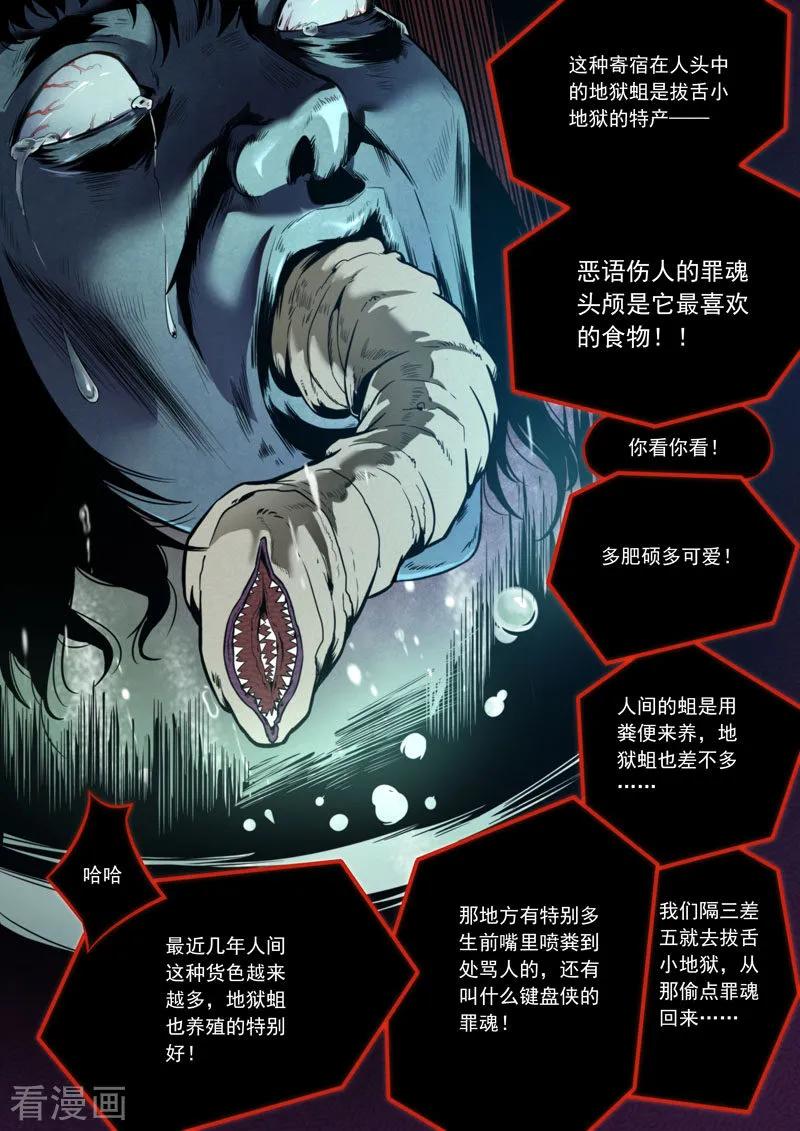 这种寄宿在人头中
的地狱蛆是拔舌小
地狱的特产——
恶语伤人的罪魂
头颅是它最喜欢
的食物！！
你看你看！
多肥硕多可爱！
人间的蛆是用
粪便来养，地
狱蛆也差不多
……
我们隔三差
五就去拔舌
小地狱，从
那偷点罪魂
回来……
那地方有特别多
生前嘴里喷粪到
处骂人的，还有
叫什么键盘侠的
罪魂！
哈哈
最近几年人间
这种货色越来
越多，地狱蛆
也养殖的特别
好！
看漫画